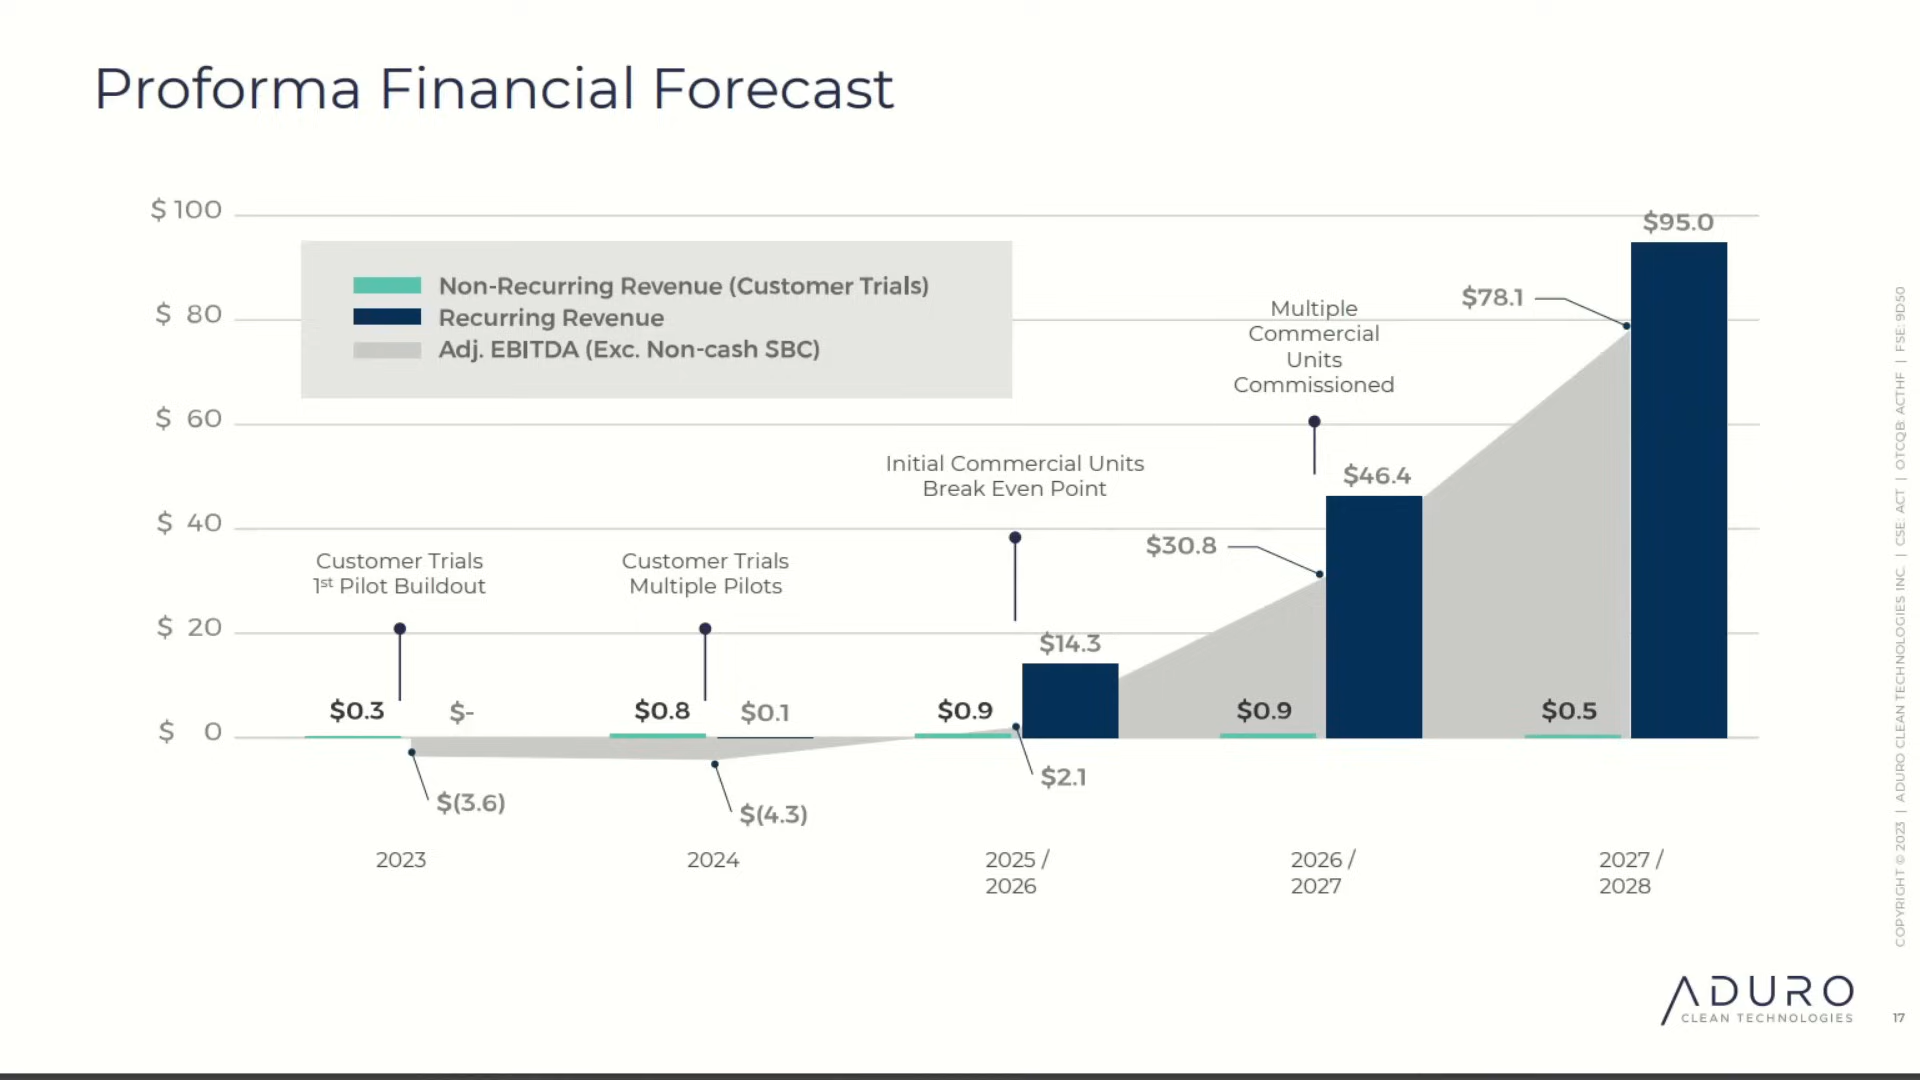 Proforma Financial Forecast
$ 100
$ 80
$ 60
$ 40
$ 20
$ 0
Non-Recurring Revenue (Customer Trials)
Recurring Revenue
Adj. EBITDA (Exc. Non-cash SBC)
Customer Trials
1st Pilot Buildout
Customer Trials
Multiple Pilots
Initial Commercial Units
Break Even Point
Multiple
Commercial
Units
Commissioned
$0.3
$-
$(3.6)
$0.8
$0.1
$(4.3)
$0.9
$14.3
$2.1
$0.9
$30.8
$46.4
$0.5
$78.1
$95.0
2023
2024
2025 /
2026
2026 /
2027
2027 /
2028
COPYRIGHT © 2023 | ADURO CLEAN TECHNOLOGIES INC. | CSE: ACT | OTCQB: ACTHF | FSE: 9D50
ADURO
CLEAN TECHNOLOGIES
17